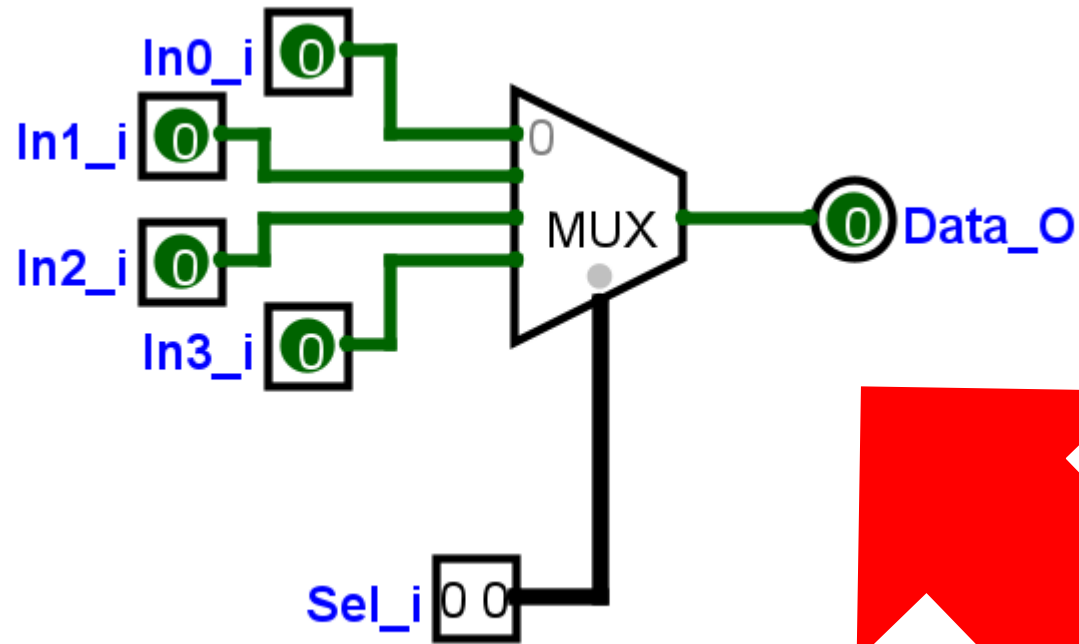 In0_i 0
In1_i 0
0
MUX
0 Data_O
In2_i 0
In3_i 0
Sel_i 0 0